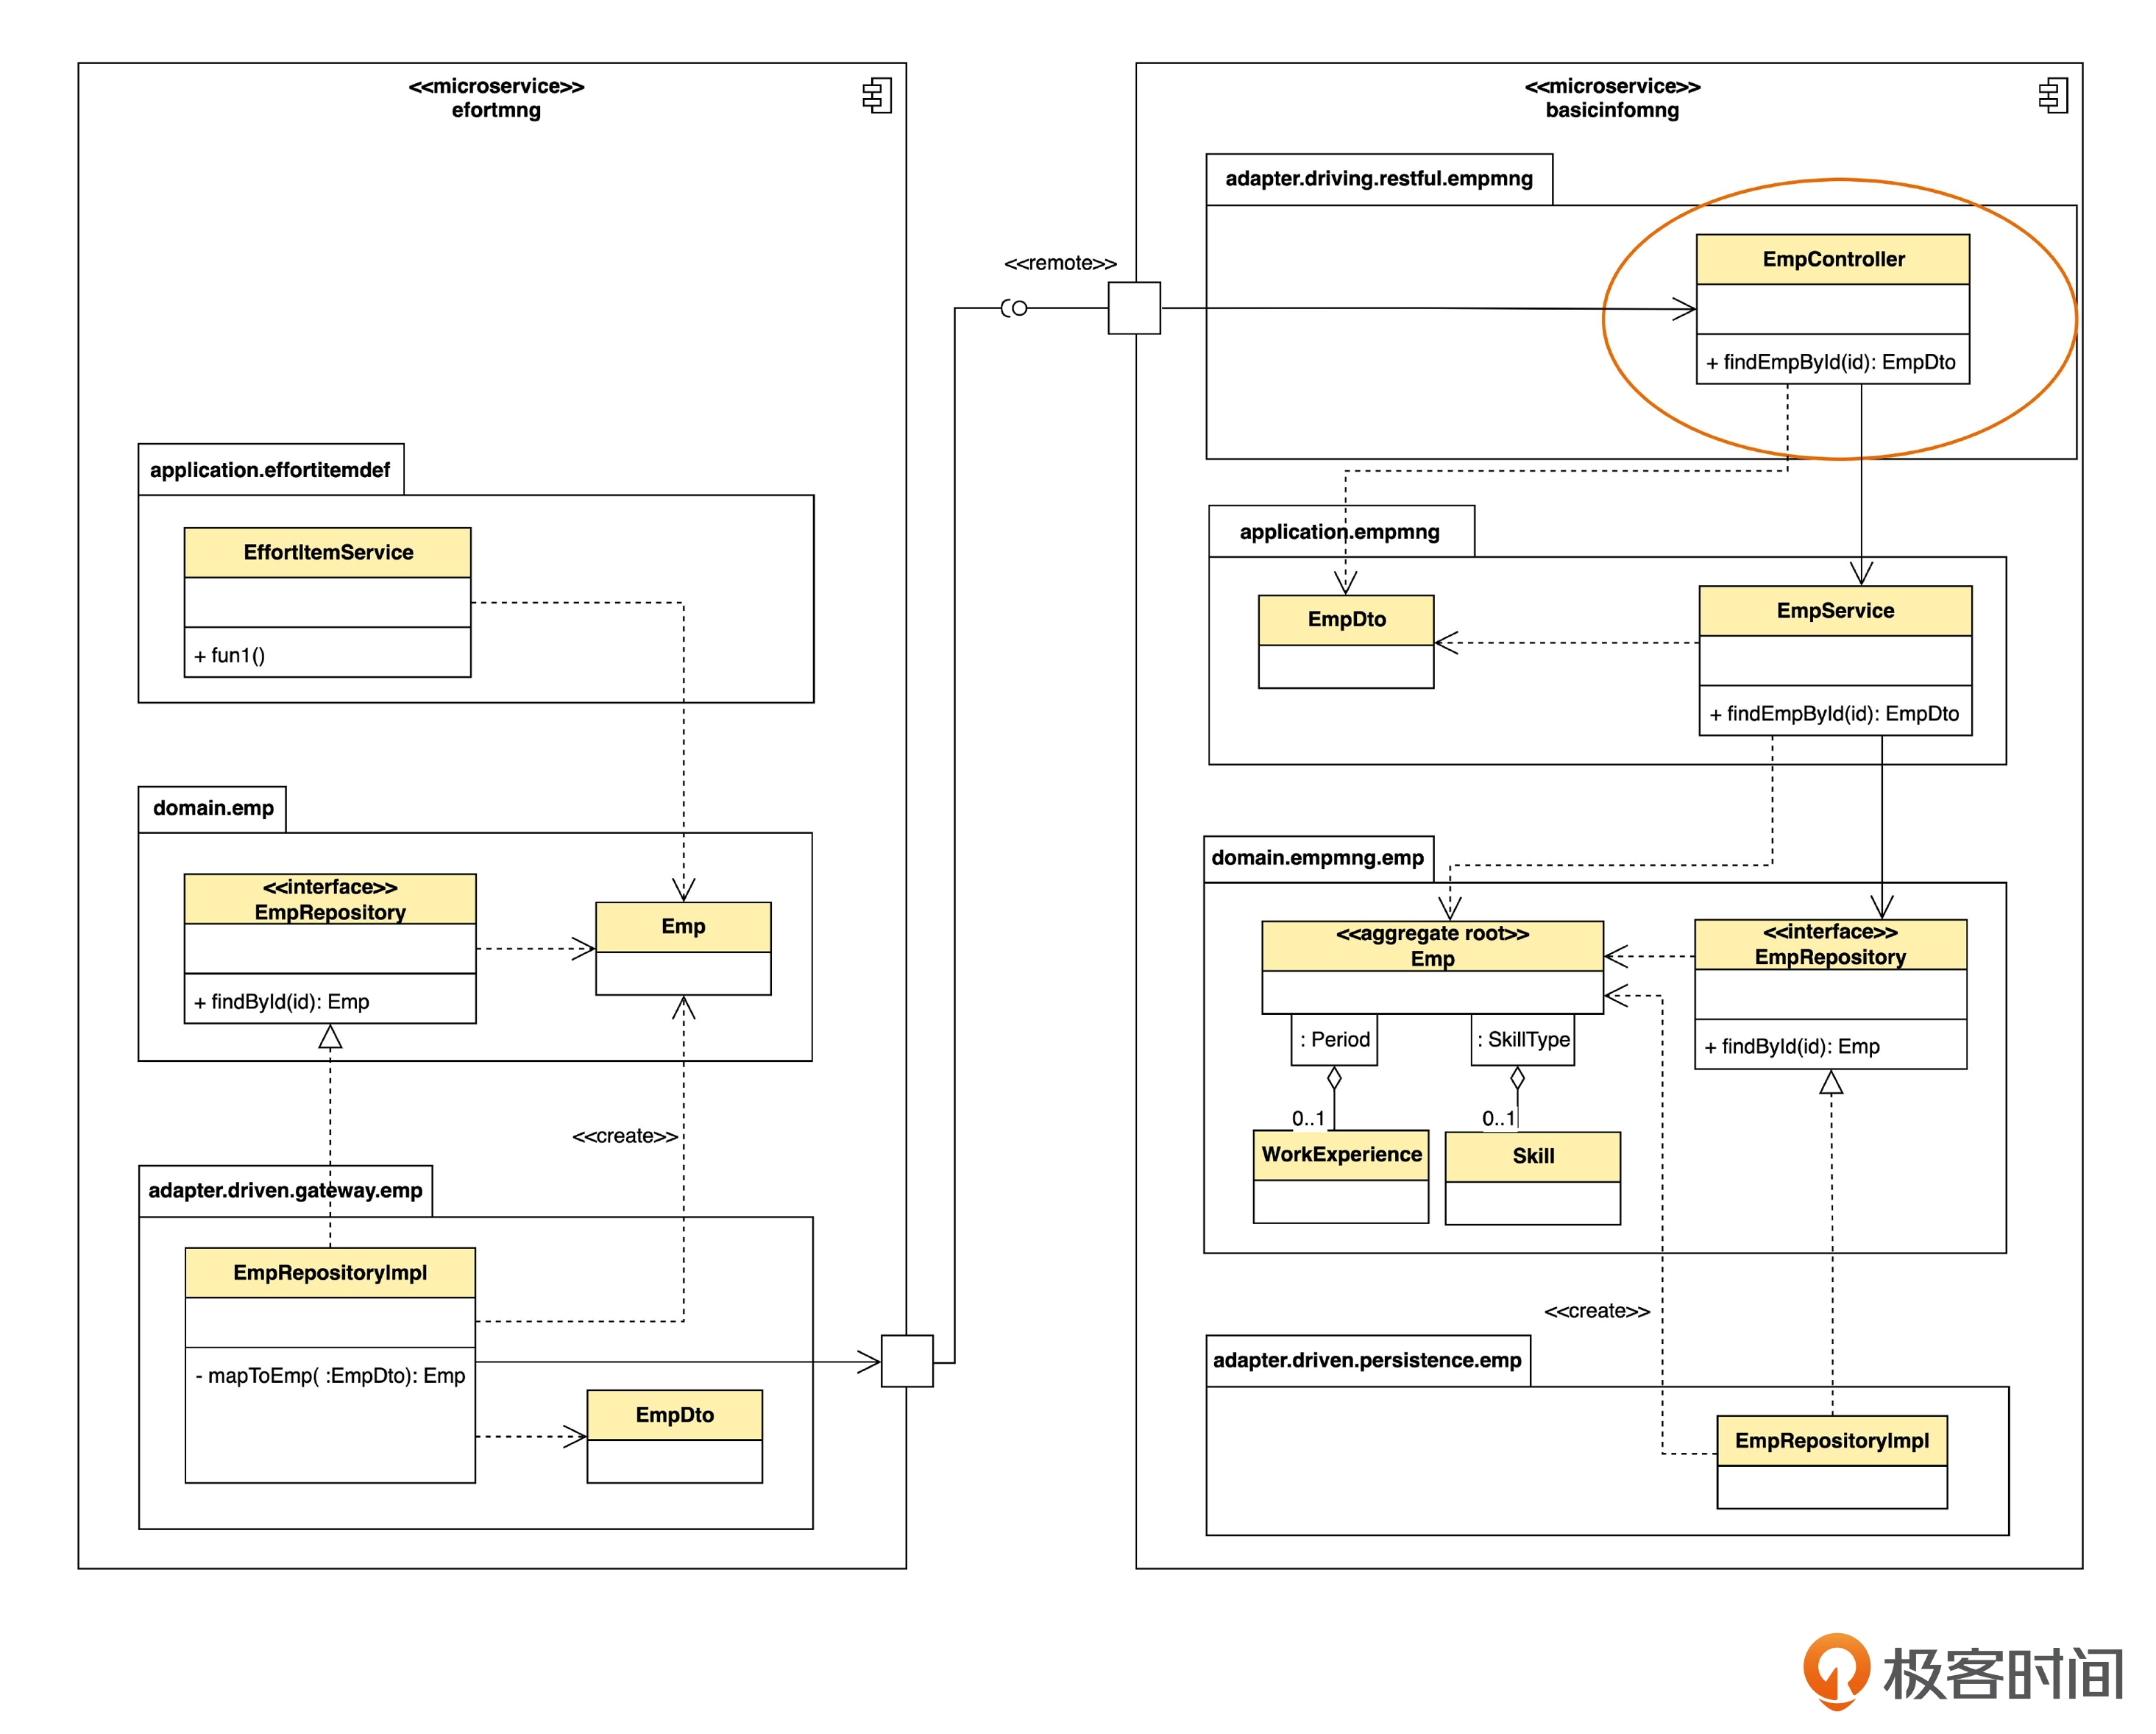 <<microservice>>
efortmng
application.effortitemdef
EffortItemService
+ fun1()
domain.emp
<<interface>>
EmpRepository
+ findById(id): Emp
Emp
<<create>>
adapter.driven.gateway.emp
EmpRepositoryImpl
- mapToEmp( :EmpDto): Emp
EmpDto
<<remote>>
<<microservice>>
basicinfomng
adapter.driving.restful.empmng
EmpController
+ findEmpById(id): EmpDto
application.empmng
EmpDto
EmpService
+ findEmpById(id): EmpDto
domain.empmng.emp
<<aggregate root>>
Emp
<<interface>>
EmpRepository
+ findById(id): Emp
: Period
: SkillType
0..1
0..1
WorkExperience
Skill
<<create>>
adapter.driven.persistence.emp
EmpRepositoryImpl
极客时间